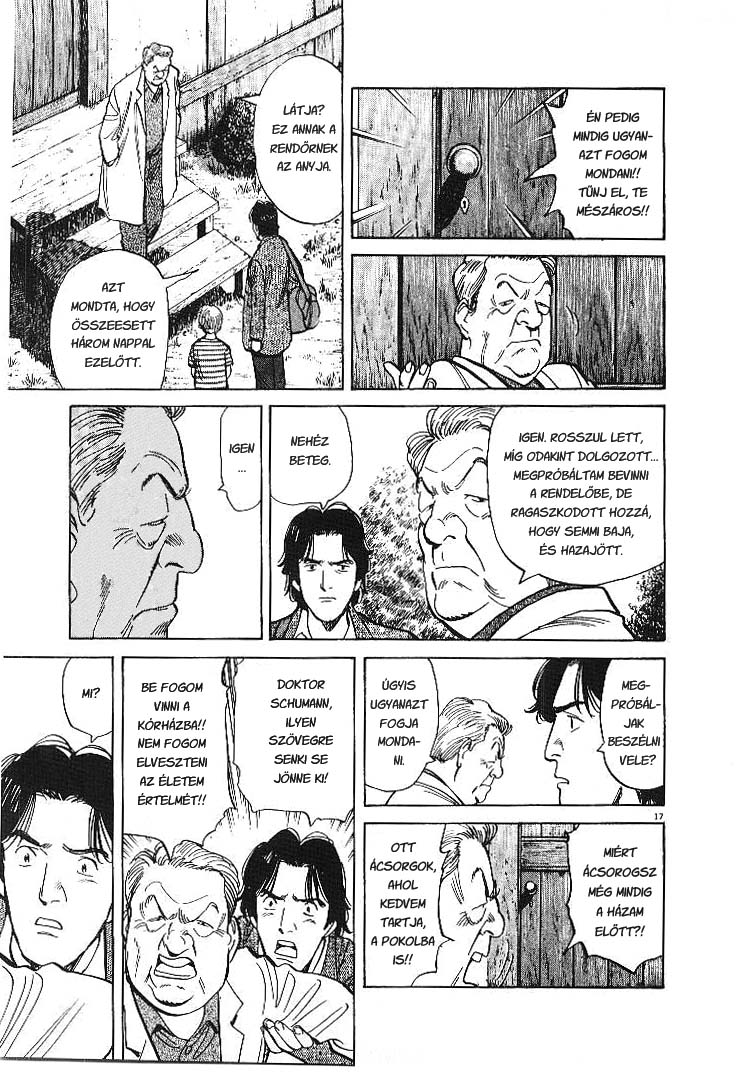 ÉN PEDIG
MINDIG UGYAN-
AZT FOGOM
MONDANI!!
TŰNJ EL, TE
MÉSZÁROS!!
LÁTJA?
EZ ANNAK A
RENDŐRNEK
AZ ANYJA.
AZT
MONDTA, HOGY
ÖSSZEESETT
HÁROM NAPPAL
EZELŐTT.
IGEN. ROSSZUL LETT,
MÍG ODAKINT DOLGOZOTT...
MEGPRÓBÁLTAM BEVINNI
A RENDELŐBE, DE
RAGASZKODOTT HOZZÁ,
HOGY SEMMI BAJA,
ÉS HAZAJÖTT.
NEHÉZ
BETEG.
IGEN
...
MEG-
PRÓBÁL-
JAK
BESZÉLNI
VELE?
ÚGYIS
UGYANAZT
FOGJA
MONDA-
NI.
17
MIÉRT
ÁCSOROGSZ
MÉG MINDIG
A HÁZAM
ELŐTT?!
OTT
ÁCSORGOK,
AHOL
KEDVEM
TARTJA,
A POKOLBA
IS!!
DOKTOR
SCHUMANN,
ILYEN
SZÖVEGRE
SENKI SE
JÖNNE KI!
BE FOGOM
VINNI A
KÓRHÁZBA!!
NEM FOGOM
ELVESZTENI
AZ ÉLETEM
ÉRTELMÉT!!
MI?